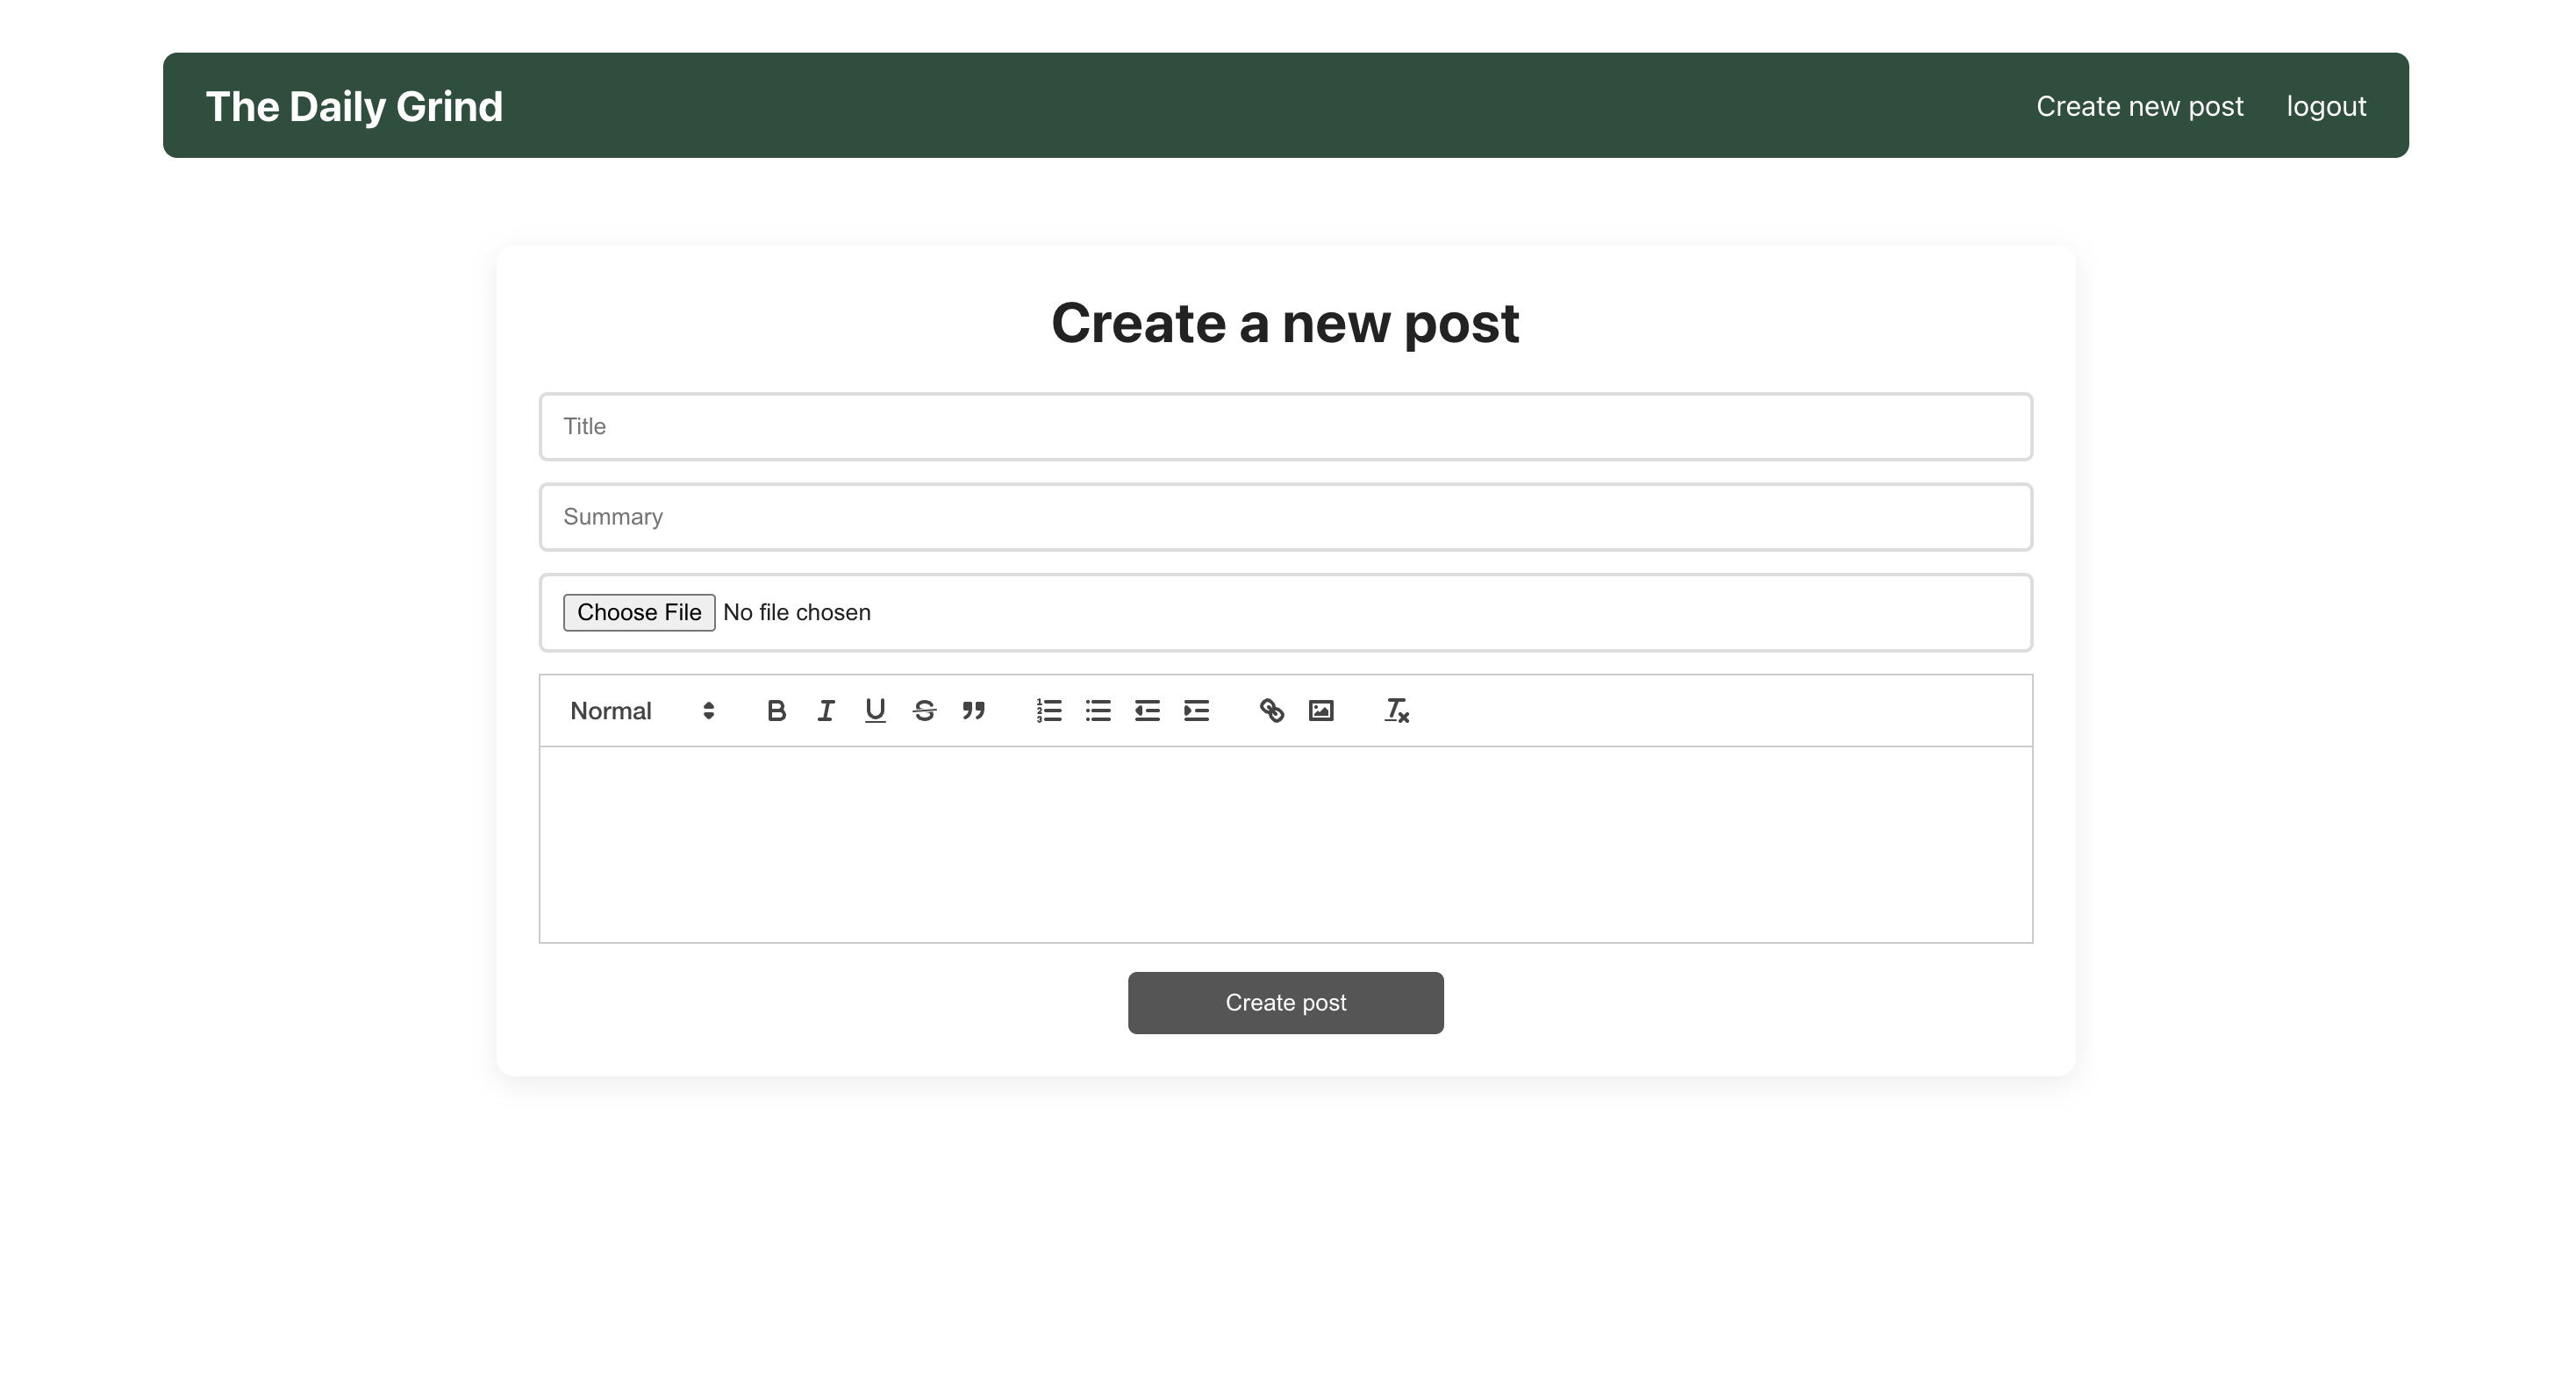 The Daily Grind
Create new post
logout
Create a new post
Title
Summary
Choose File No file chosen
Normal
Create post